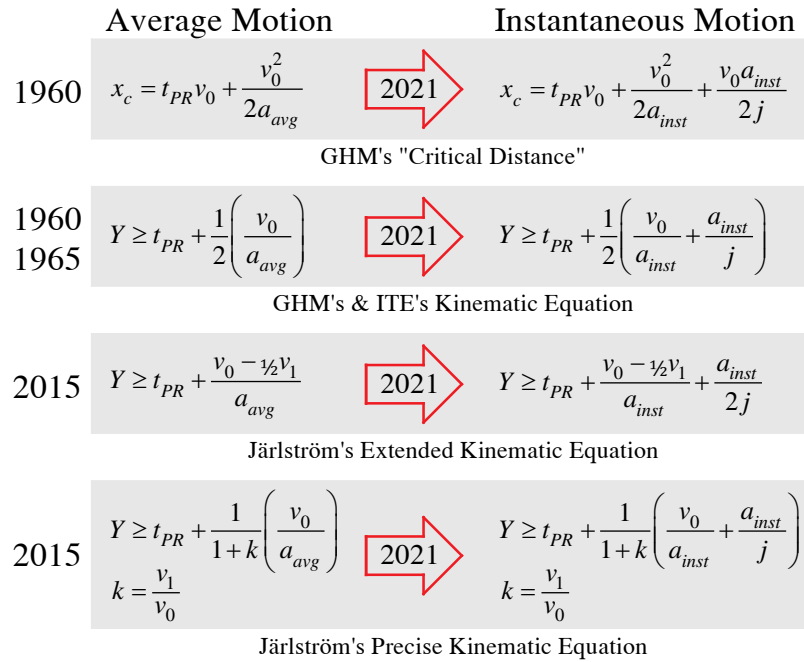 Average Motion Instantaneous Motion
1960 x_c = t_PR v_0 + v_0^2 / 2a_avg 2021 x_c = t_PR v_0 + v_0^2 / 2a_inst + v_0 a_inst / 2j
GHM's "Critical Distance"
1960
1965 Y ≥ t_PR + 1/2 (v_0 / a_avg) 2021 Y ≥ t_PR + 1/2 (v_0 / a_inst + a_inst / j)
GHM's & ITE's Kinematic Equation
2015 Y ≥ t_PR + (v_0 − ½v_1) / a_avg 2021 Y ≥ t_PR + (v_0 − ½v_1) / a_inst + a_inst / 2j
Järlström's Extended Kinematic Equation
2015 Y ≥ t_PR + 1/(1+k) (v_0 / a_avg) 2021 Y ≥ t_PR + 1/(1+k) (v_0 / a_inst + a_inst / j)
k = v_1 / v_0 k = v_1 / v_0
Järlström's Precise Kinematic Equation